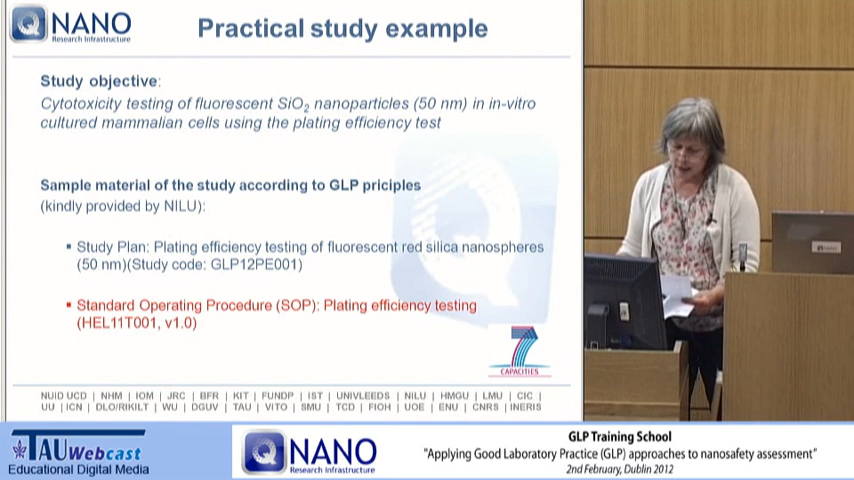 QNANO
Research Infrastructure
Practical study example
Study objective:
Cytotoxicity testing of fluorescent SiO2 nanoparticles (50 nm) in in-vitro
cultured mammalian cells using the plating efficiency test
Sample material of the study according to GLP priciples
(kindly provided by NILU):
▪ Study Plan: Plating efficiency testing of fluorescent red silica nanospheres
(50 nm)(Study code: GLP12PE001)
▪ Standard Operating Procedure (SOP): Plating efficiency testing
(HEL11T001, v1.0)
7
CAPACITIES
NUID UCD | NHM | IOM | JRC | BFR | KIT | FUNDP | IST | UNIVLEEDS | NILU | HMGU | LMU | CIC |
UU | ICN | DLO/RIKILT | WU | DGUV | TAU | VITO | SMU | TCD | FIOH | UOE | ENU | CNRS | INERIS
TAUWebcast
Educational Digital Media
QNANO
Research Infrastructure
GLP Training School
"Applying Good Laboratory Practice (GLP) approaches to nanosafety assessment"
2nd February, Dublin 2012